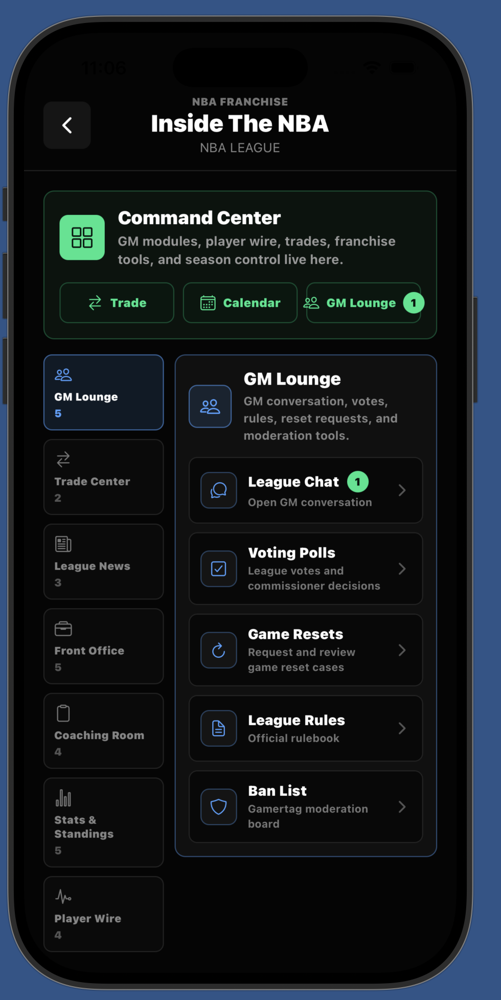 11:06
NBA FRANCHISE
Inside The NBA
NBA LEAGUE
Command Center
GM modules, player wire, trades, franchise
tools, and season control live here.
Trade
Calendar
GM Lounge 1
GM Lounge
5
Trade Center
2
League News
3
Front Office
5
Coaching Room
4
Stats &
Standings
5
Player Wire
4
GM Lounge
GM conversation, votes,
rules, reset requests, and
moderation tools.
League Chat 1
Open GM conversation
Voting Polls
League votes and
commissioner decisions
Game Resets
Request and review
game reset cases
League Rules
Official rulebook
Ban List
Gamertag moderation
board